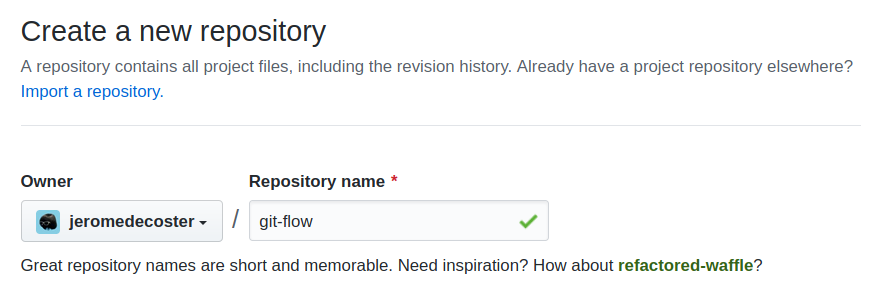 Create a new repository
A repository contains all project files, including the revision history. Already have a project repository elsewhere?
Import a repository.
Owner
Repository name *
jeromedecoster / git-flow
Great repository names are short and memorable. Need inspiration? How about refactored-waffle?